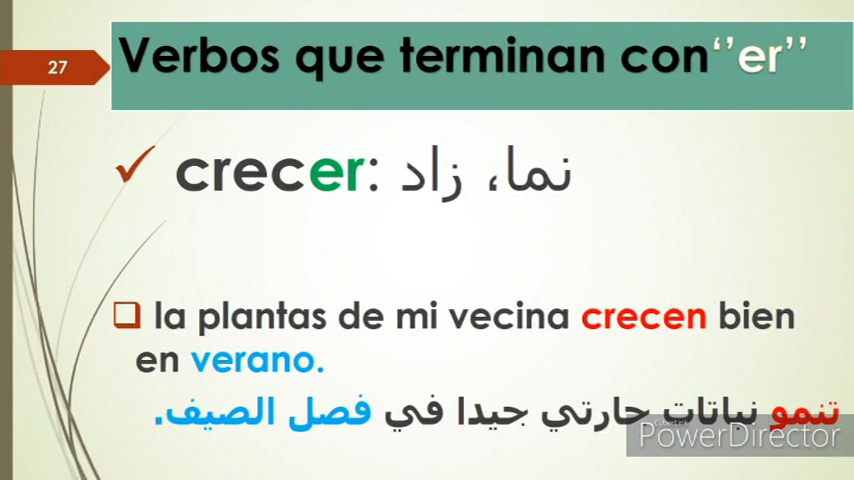 27
Verbos que terminan con‘’er’’
crecer: نما، زاد
la plantas de mi vecina crecen bien
en verano.
تنمو نباتات جارتي جيدا في فصل الصيف.
PowerDirector